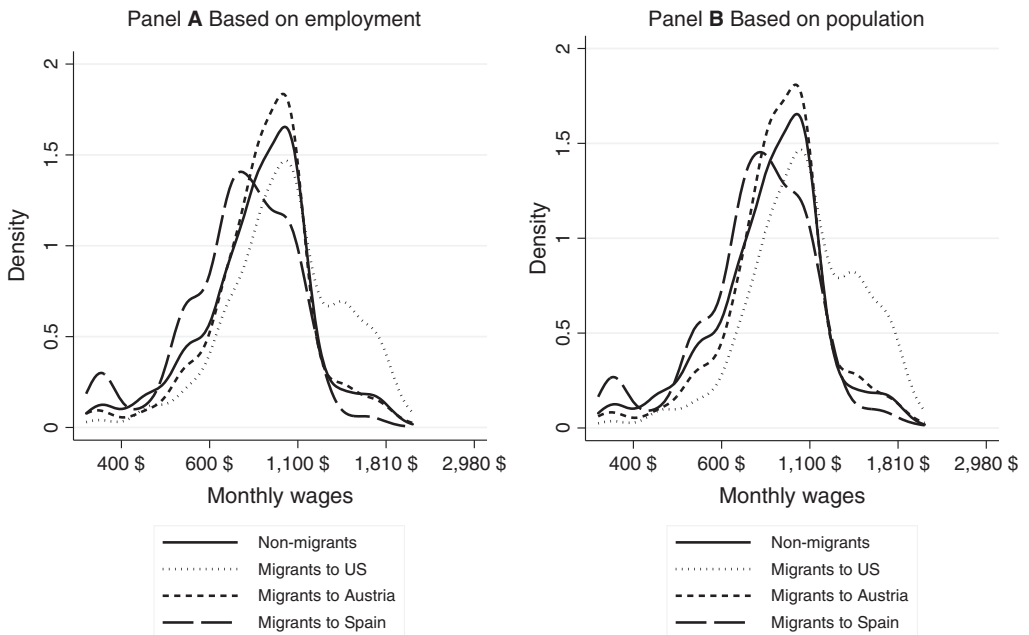 Panel A Based on employment
Density
2
1.5
1
0.5
0
400 $ 600 $ 1,100 $ 1,810 $ 2,980 $
Monthly wages
Non-migrants
Migrants to US
Migrants to Austria
Migrants to Spain
Panel B Based on population
Density
2
1.5
1
0.5
0
400 $ 600 $ 1,100 $ 1,810 $ 2,980 $
Monthly wages
Non-migrants
Migrants to US
Migrants to Austria
Migrants to Spain